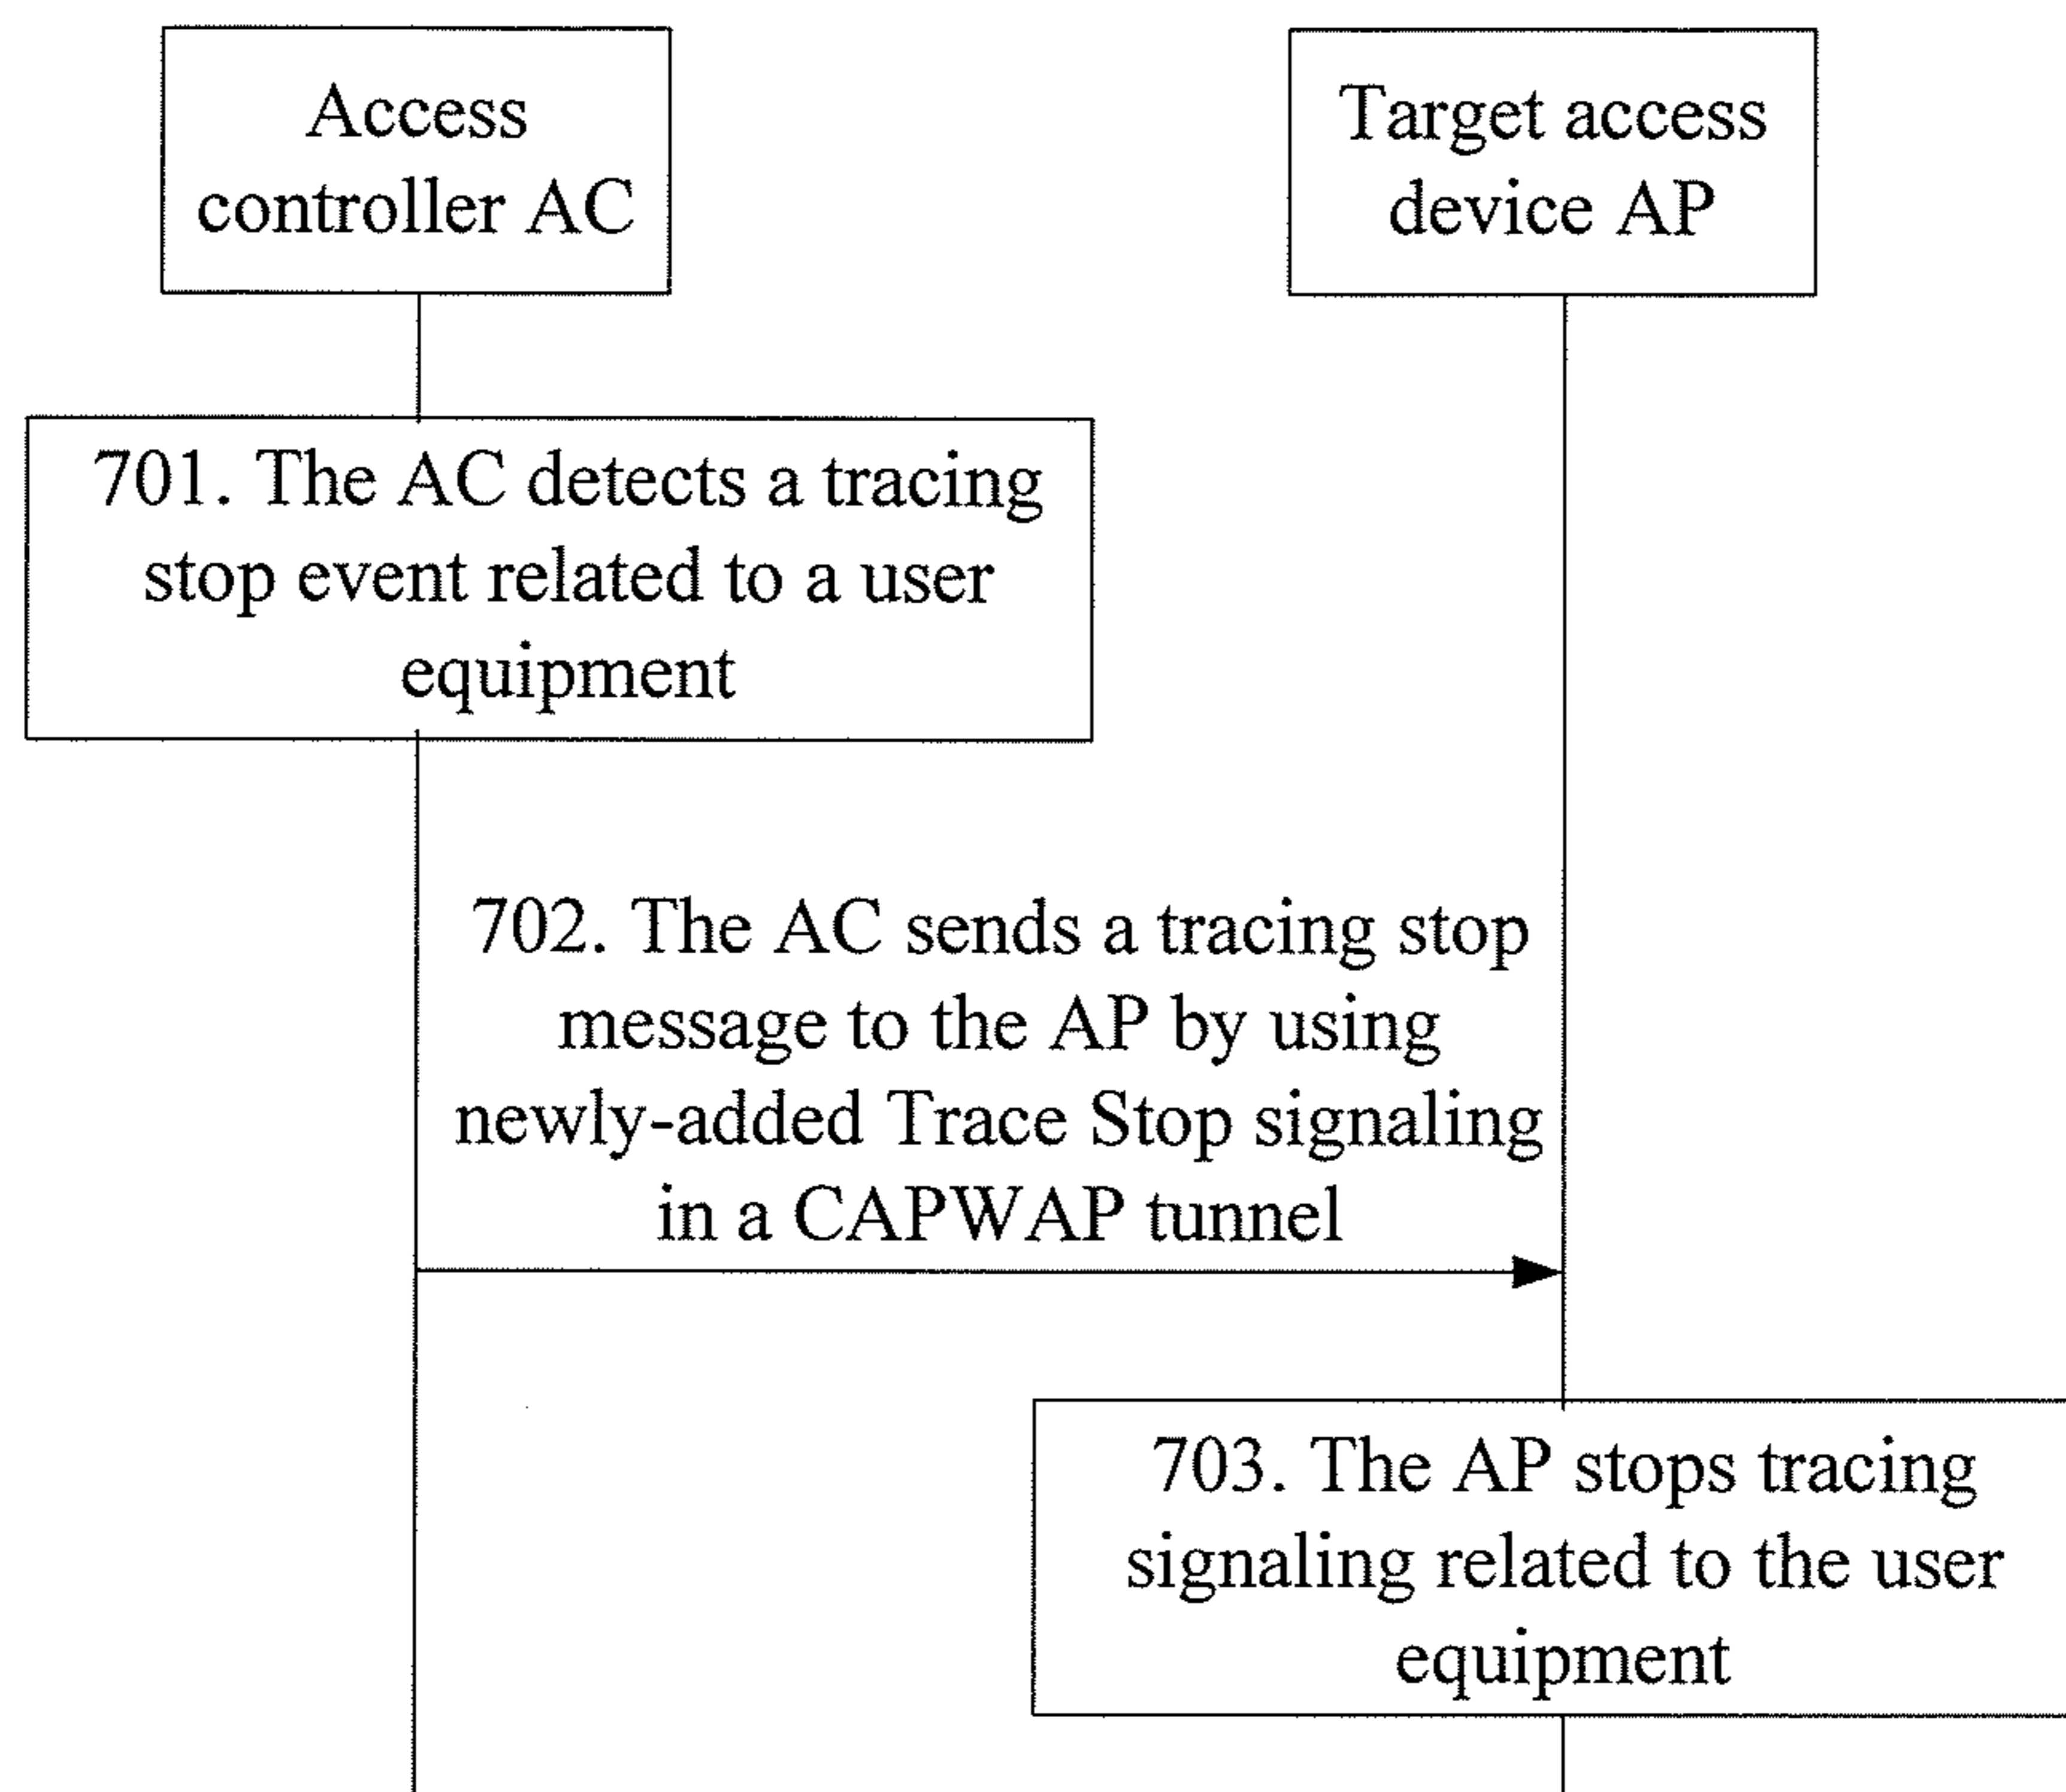 Access
controller AC
Target access
device AP
701. The AC detects a tracing
stop event related to a user
equipment
702. The AC sends a tracing stop
message to the AP by using
newly-added Trace Stop signaling
in a CAPWAP tunnel
703. The AP stops tracing
signaling related to the user
equipment